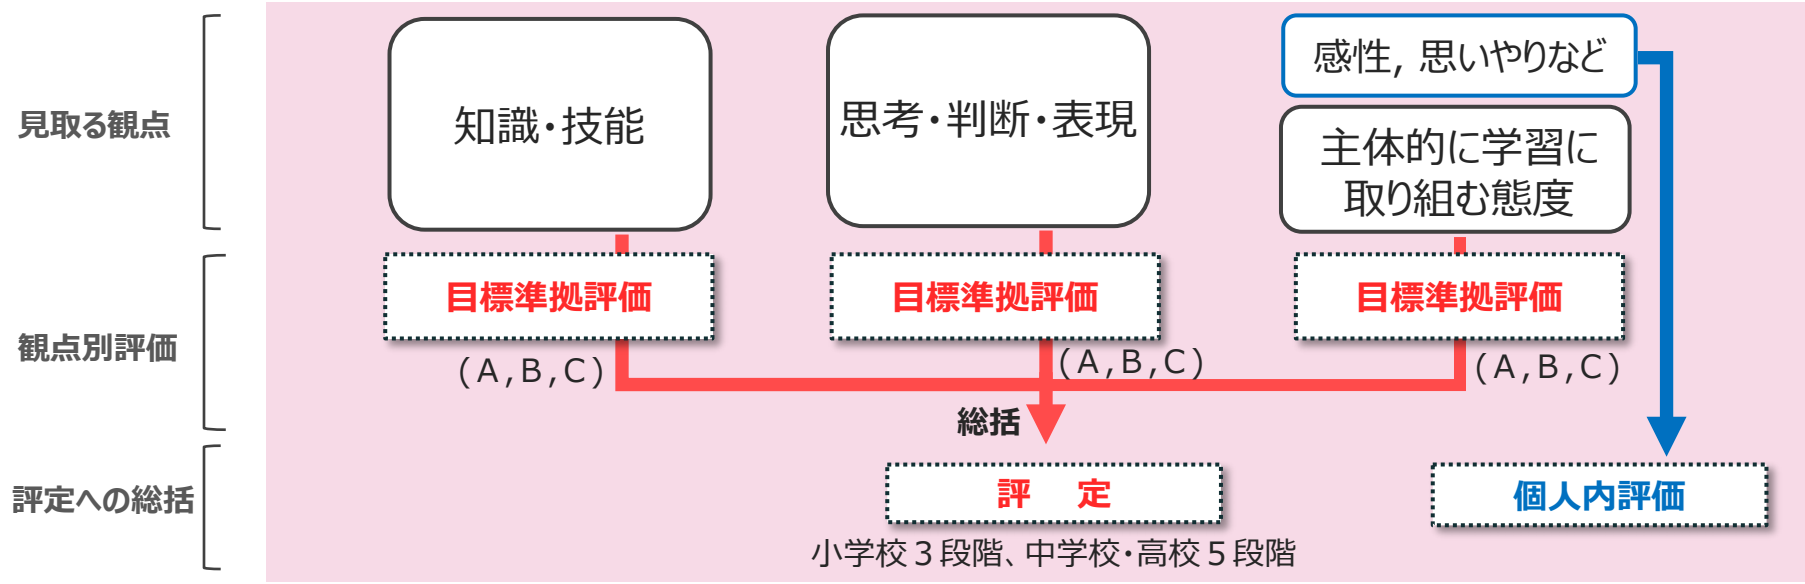 見取る観点
知識・技能
思考・判断・表現
感性, 思いやりなど
主体的に学習に
取り組む態度
観点別評価
目標準拠評価
目標準拠評価
目標準拠評価
(A,B,C)
(A,B,C)
(A,B,C)
総括
評定への総括
評　定
個人内評価
小学校３段階、中学校・高校５段階